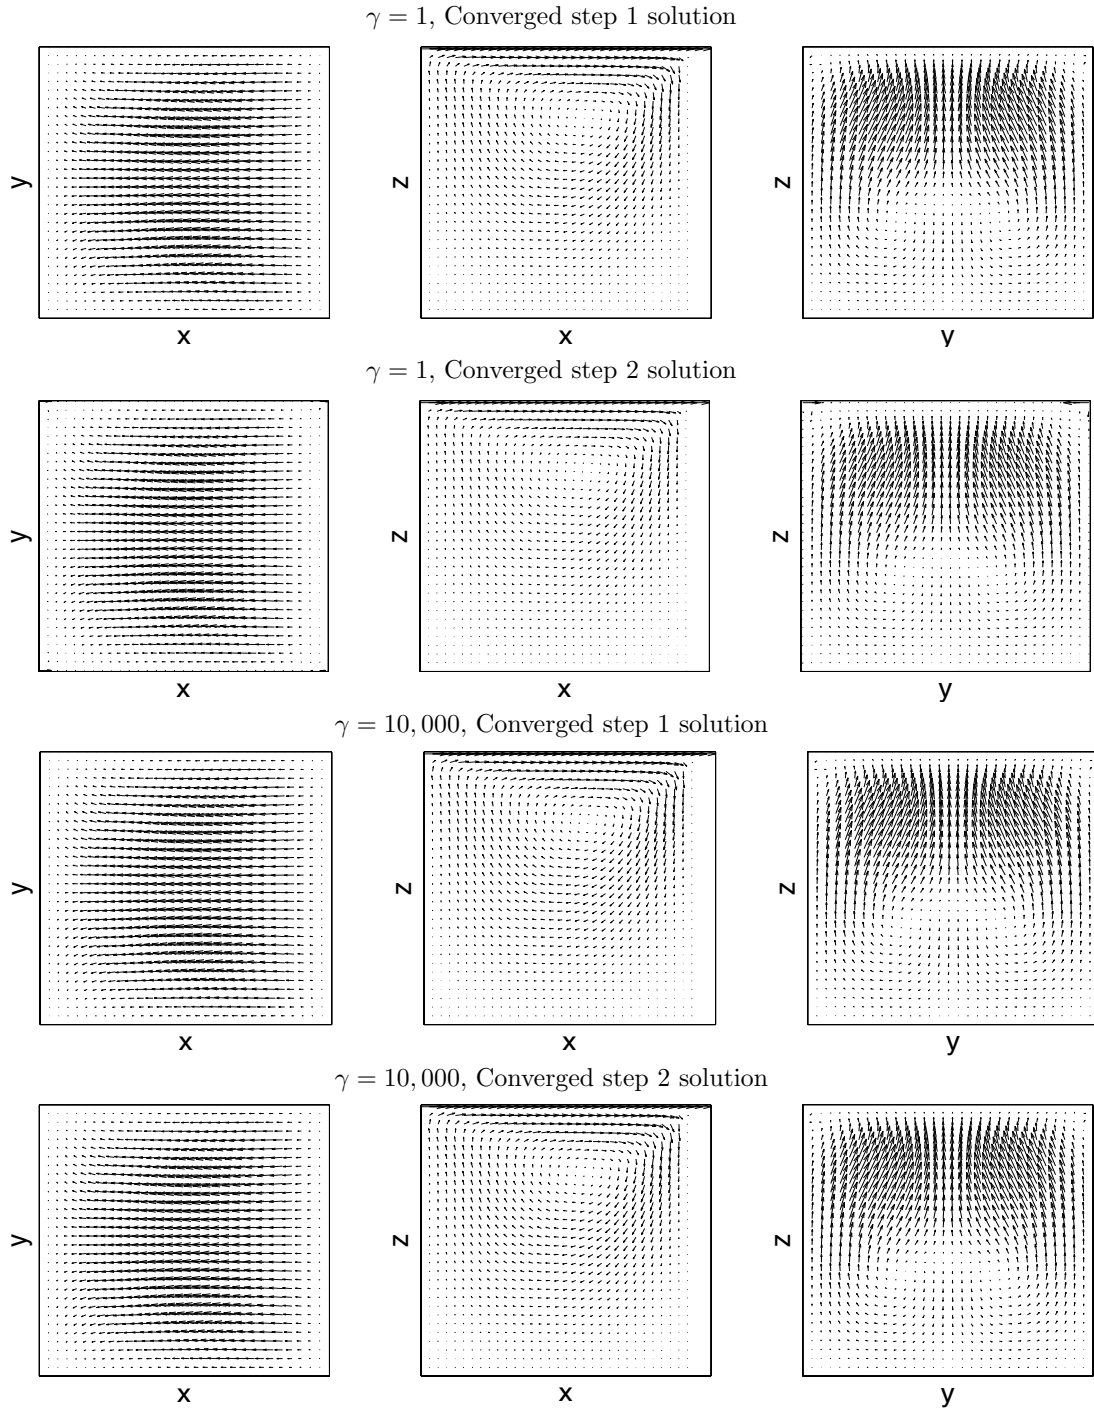 γ = 1, Converged step 1 solution
y
x
z
x
z
y
γ = 1, Converged step 2 solution
y
x
z
x
z
y
γ = 10,000, Converged step 1 solution
y
x
z
x
z
y
γ = 10,000, Converged step 2 solution
y
x
z
x
z
y